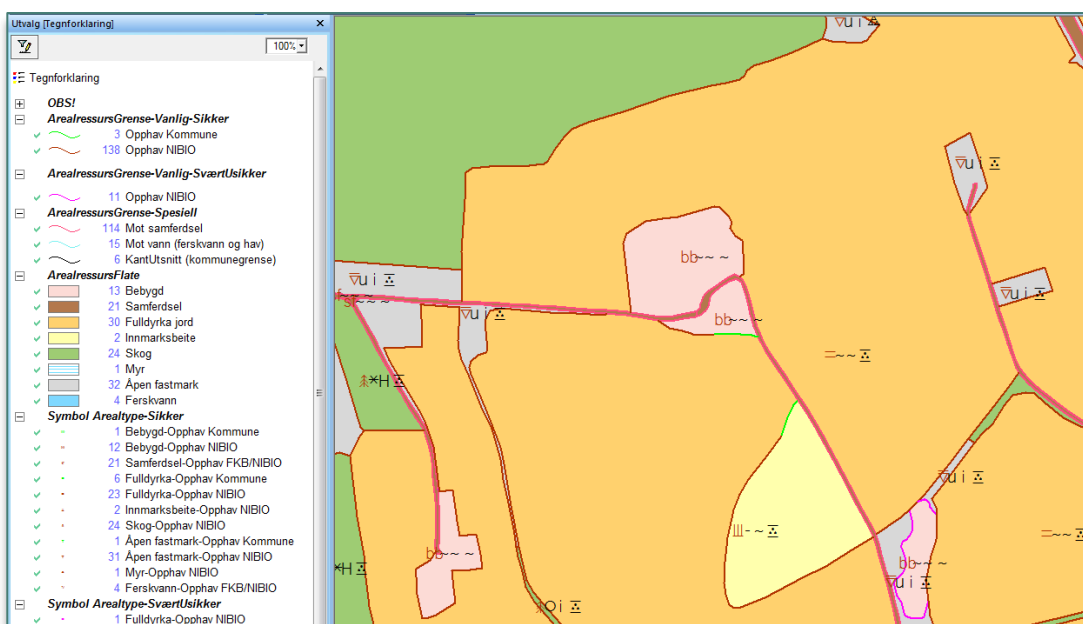 Utvalg [Tegnforklaring]
100%
Tegnforklaring
OBS!
ArealressursGrense-Vanlig-Sikker
3 Opphav Kommune
138 Opphav NIBIO
ArealressursGrense-Vanlig-SværtUsikker
11 Opphav NIBIO
ArealressursGrense-Spesiell
114 Mot samferdsel
15 Mot vann (ferskvann og hav)
6 KantUtsnitt (kommunegrense)
ArealressursFlate
13 Bebygd
21 Samferdsel
30 Fulldyrka jord
2 Innmarksbeite
24 Skog
1 Myr
32 Åpen fastmark
4 Ferskvann
Symbol Arealtype-Sikker
1 Bebygd-Opphav Kommune
12 Bebygd-Opphav NIBIO
21 Samferdsel-Opphav FKB/NIBIO
6 Fulldyrka-Opphav Kommune
23 Fulldyrka-Opphav NIBIO
2 Innmarksbeite-Opphav NIBIO
24 Skog-Opphav NIBIO
1 Åpen fastmark-Opphav Kommune
31 Åpen fastmark-Opphav NIBIO
1 Myr-Opphav NIBIO
4 Ferskvann-Opphav FKB/NIBIO
Symbol Arealtype-SværtUsikker
1 Fulldyrka-Opphav NIBIO
u i
u i
bb~ ~ ~
u i
u i
u i
bb~ ~ ~
=~~
*H
u i
-~
=~~
bb~ ~ ~
bb~ ~ ~
*H
u i
O i